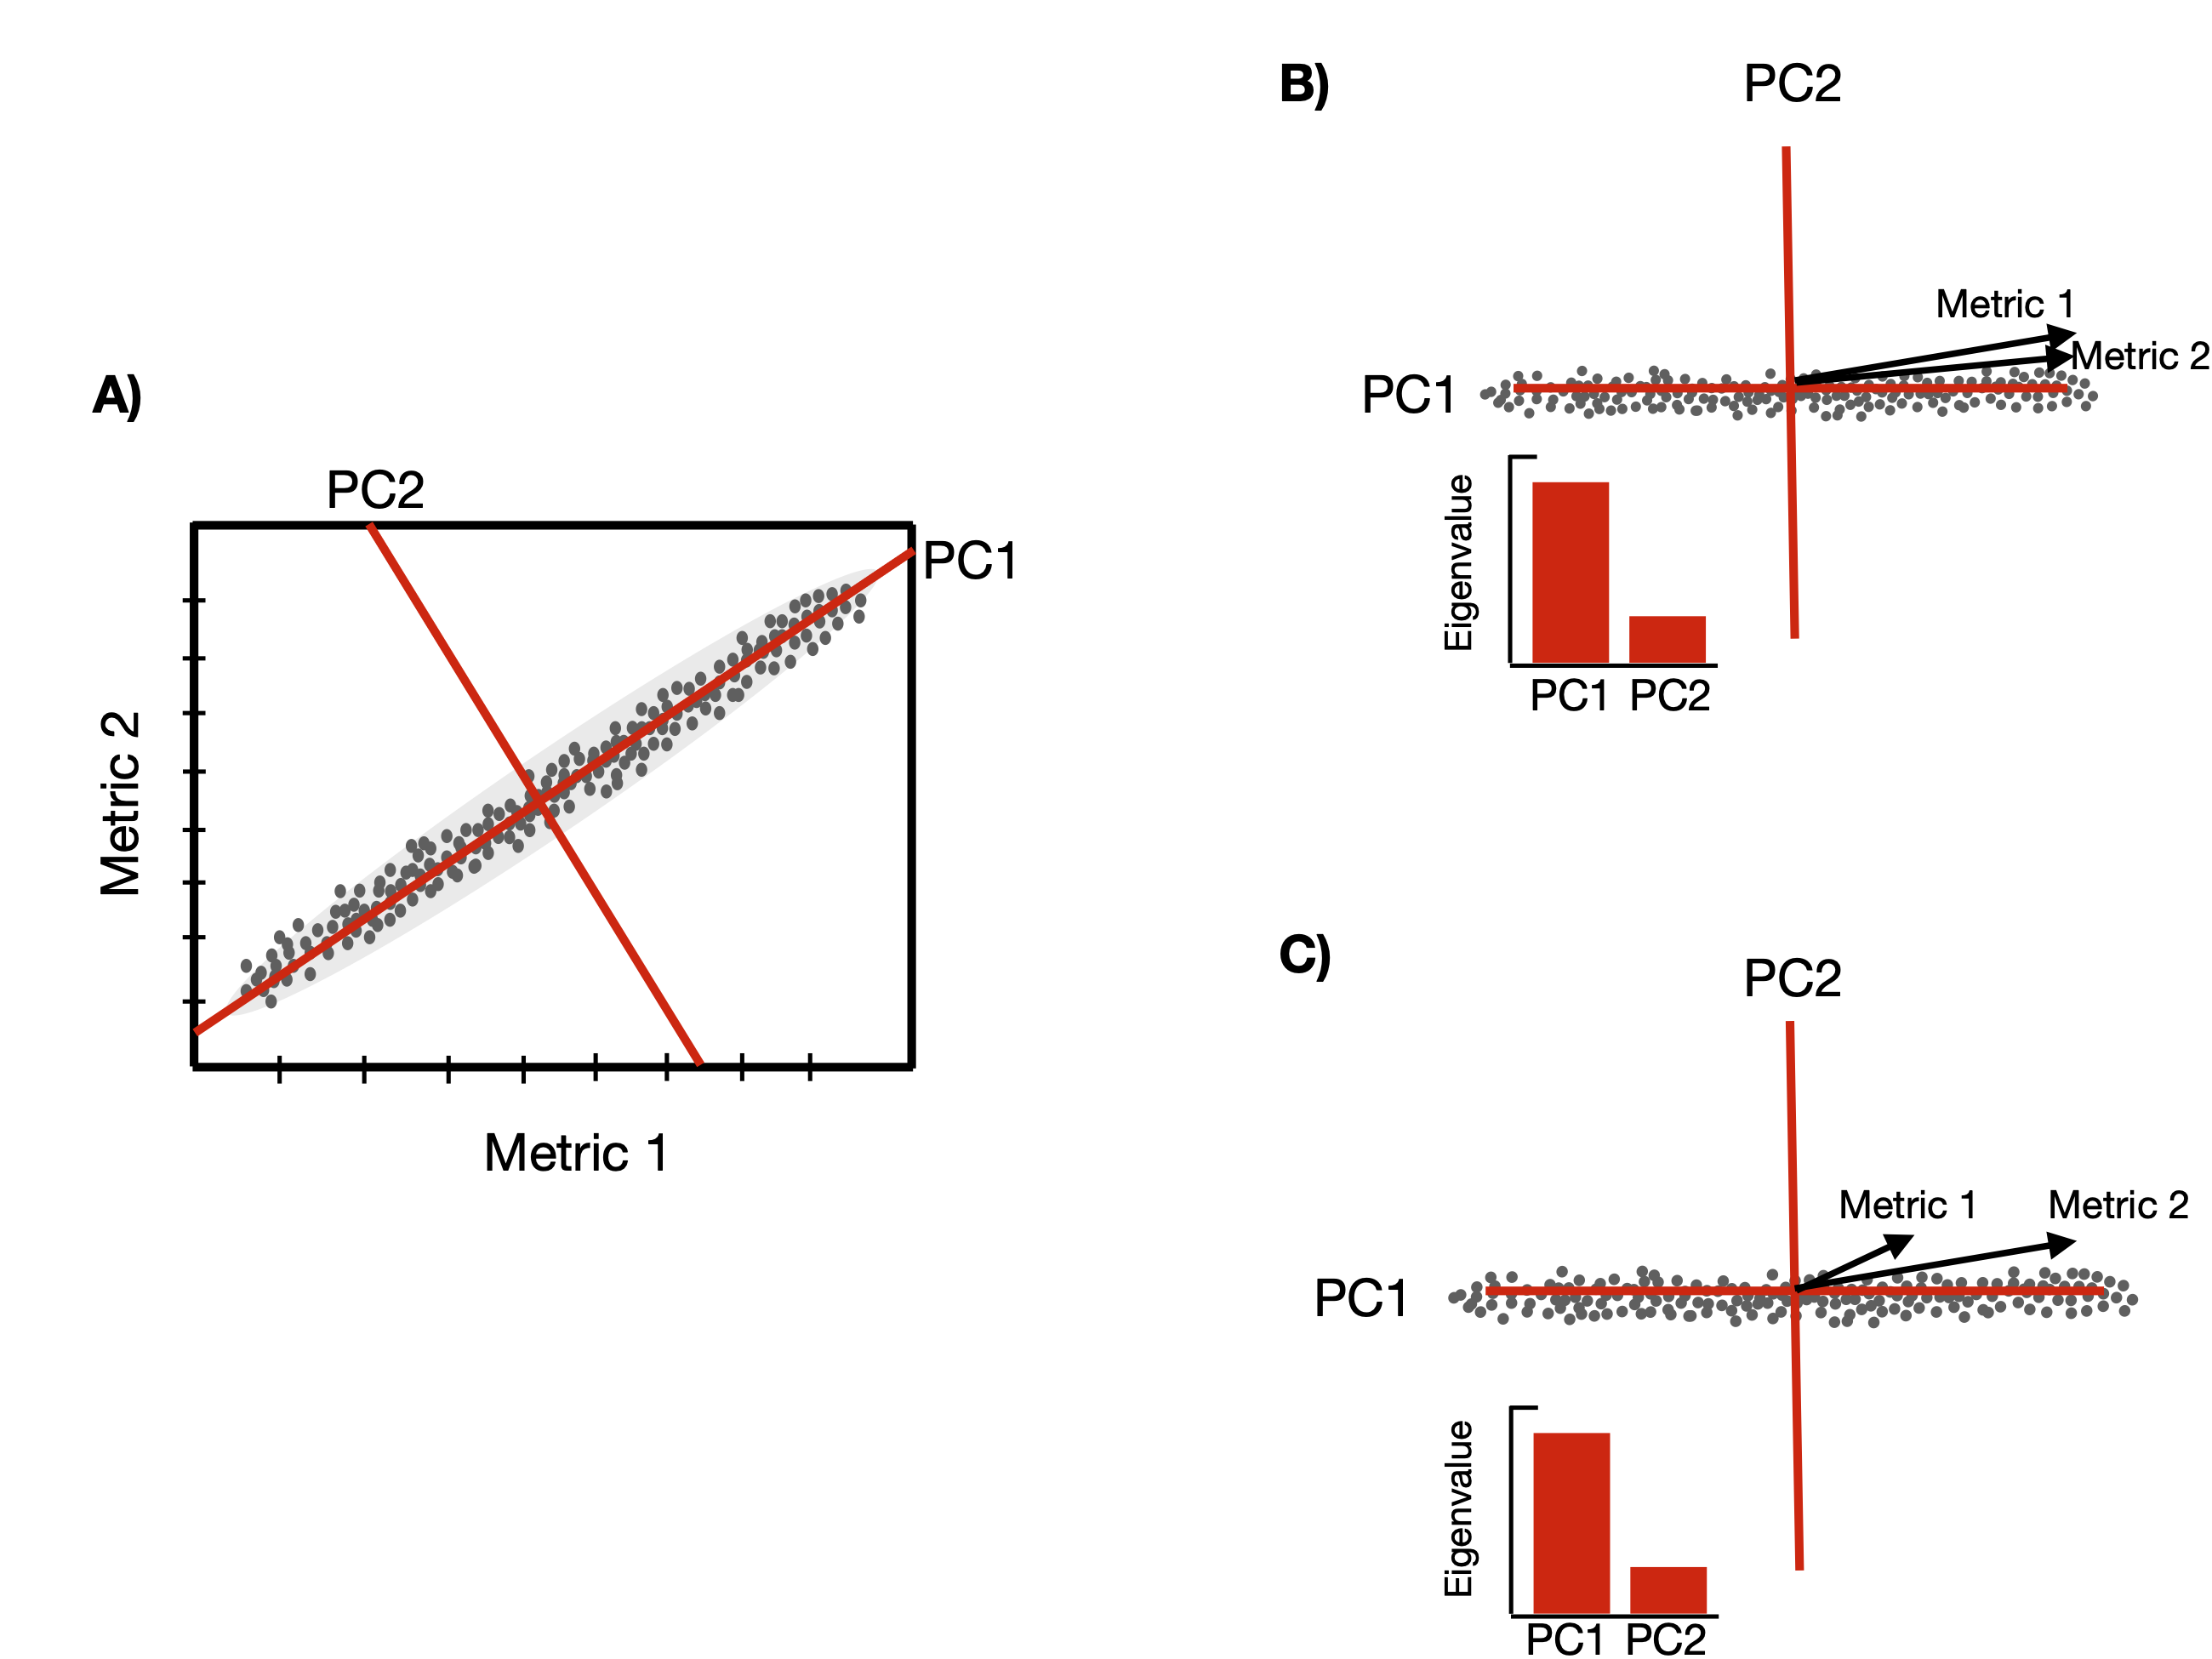 A)
PC2
PC1
Metric 2
Metric 1
B)
PC2
Metric 1
Metric 2
PC1
Eigenvalue
PC1 PC2
C)
PC2
Metric 1 Metric 2
PC1
Eigenvalue
PC1 PC2